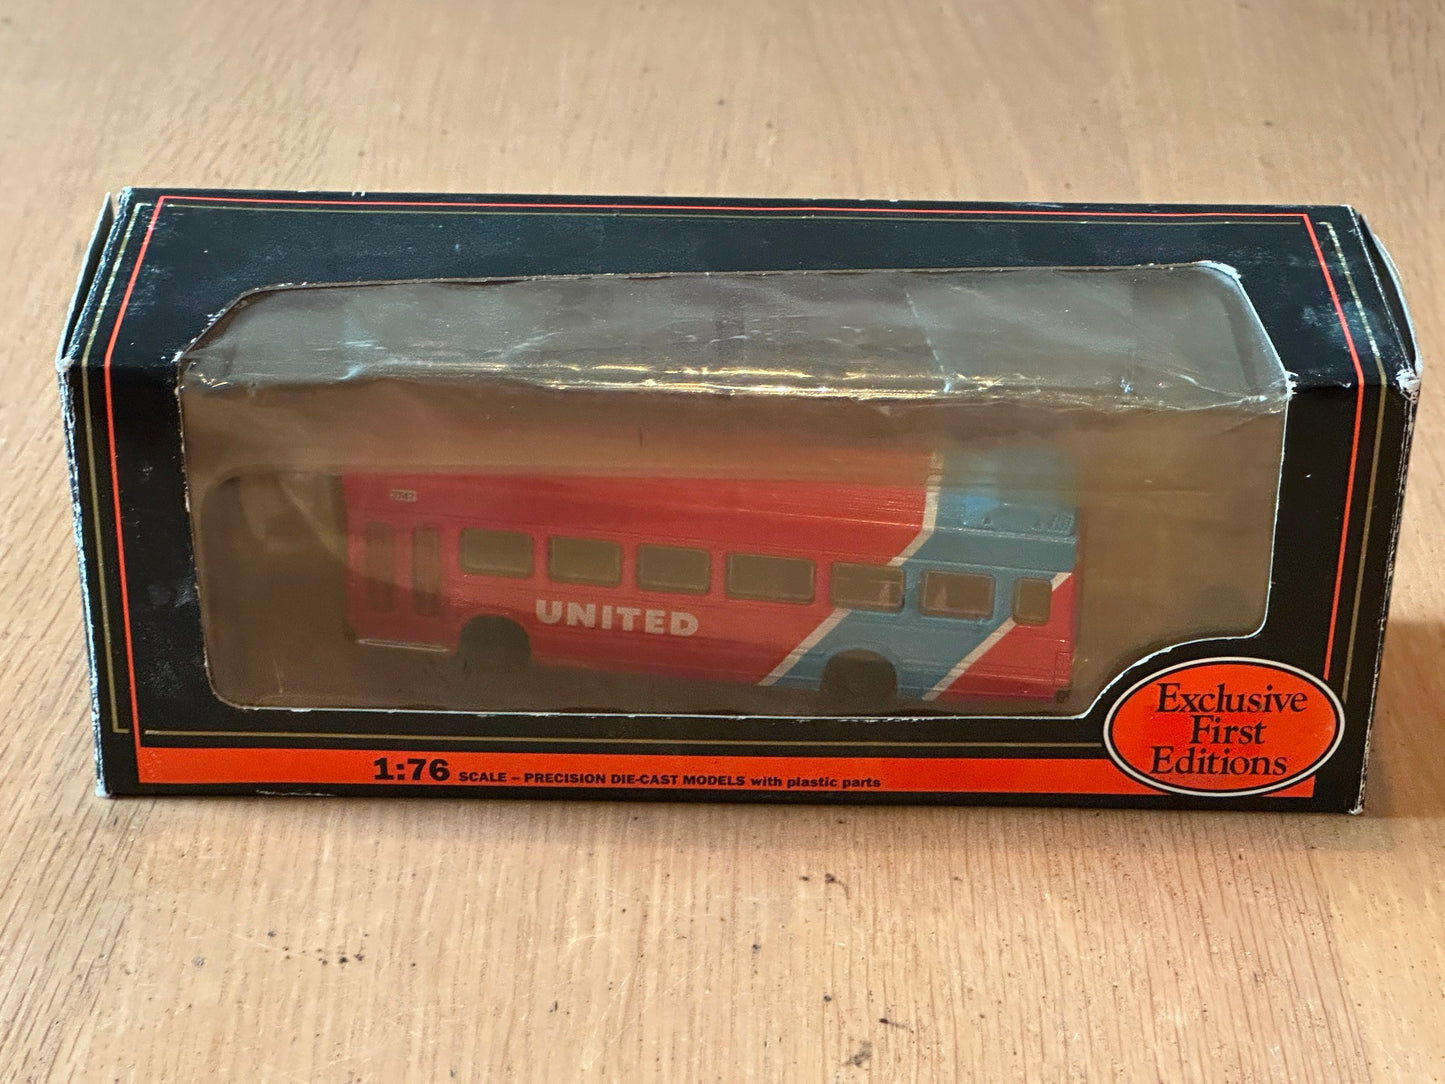 UNITED
1:76 SCALE – PRECISION DIE-CAST MODELS with plastic parts
Exclusive
First
Editions